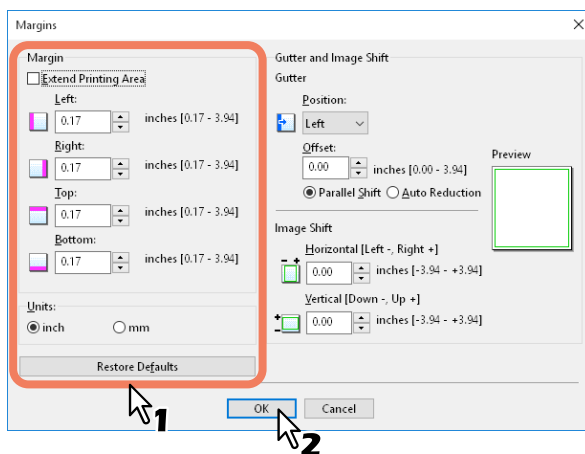 Margins
Margin
Extend Printing Area
Left:
0.17 inches [0.17 - 3.94]
Right:
0.17 inches [0.17 - 3.94]
Top:
0.17 inches [0.17 - 3.94]
Bottom:
0.17 inches [0.17 - 3.94]
Units:
inch mm
Restore Defaults
1
Gutter and Image Shift
Gutter
Position:
Left
Offset:
0.00 inches [0.00 - 3.94]
Parallel Shift Auto Reduction
Preview
Image Shift
Horizontal [Left -, Right +]
- +
0.00 inches [-3.94 - +3.94]
Vertical [Down -, Up +]
+
-
0.00 inches [-3.94 - +3.94]
OK Cancel
2